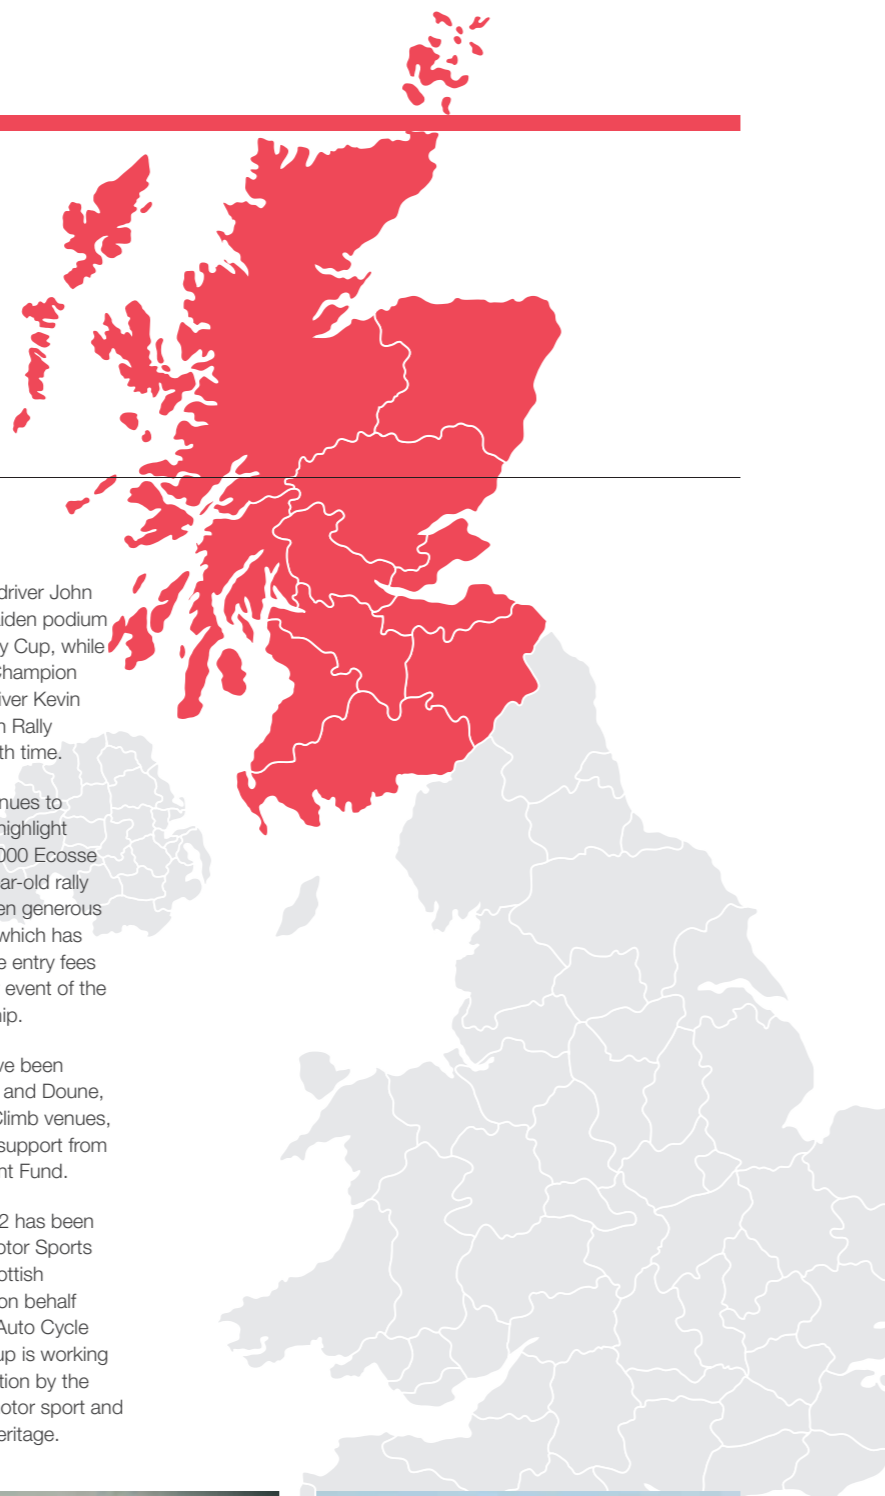 driver John
iden podium
y Cup, while
Champion
iver Kevin
n Rally
th time.
nues to
highlight
000 Ecosse
ar-old rally
en generous
which has
e entry fees
event of the
hip.
ve been
and Doune,
Climb venues,
support from
nt Fund.
2 has been
otor Sports
ottish
on behalf
Auto Cycle
up is working
ition by the
otor sport and
eritage.